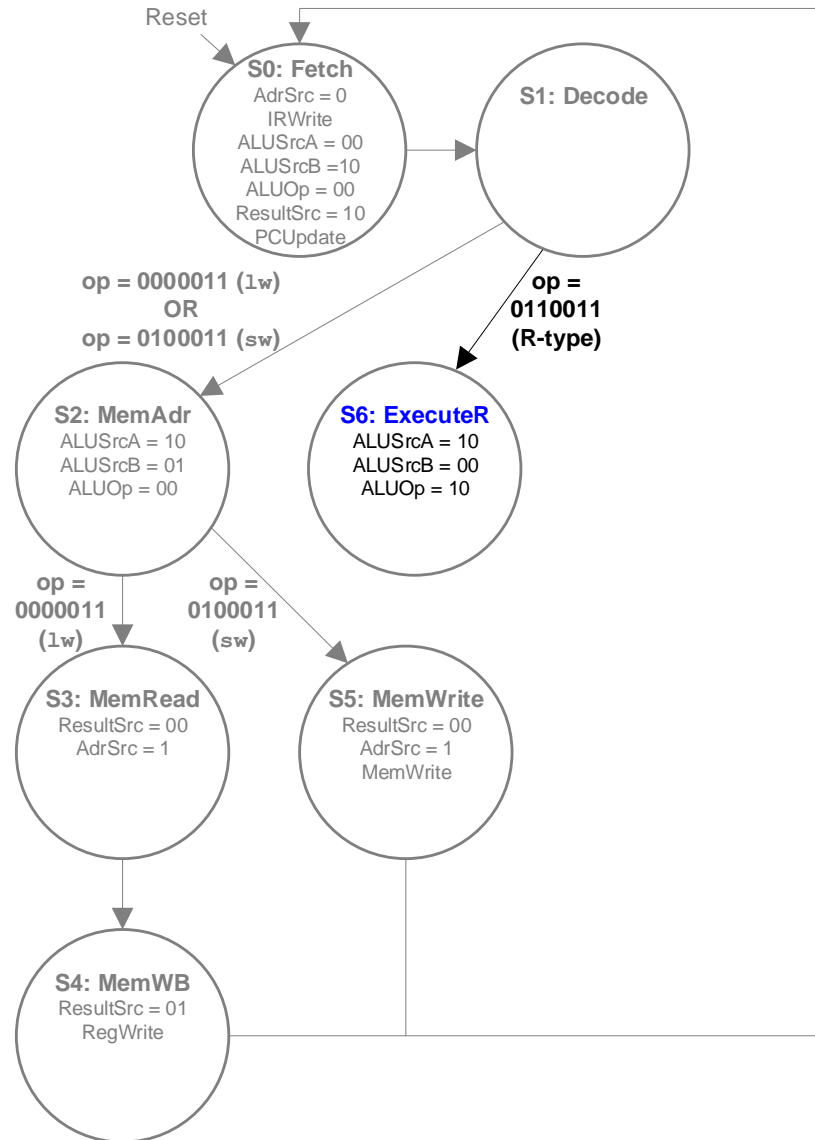 Reset
S0: Fetch
AdrSrc = 0
IRWrite
ALUSrcA = 00
ALUSrcB =10
ALUOp = 00
ResultSrc = 10
PCUpdate
S1: Decode
op = 0000011 (lw)
OR
op = 0100011 (sw)
op =
0110011
(R-type)
S2: MemAdr
ALUSrcA = 10
ALUSrcB = 01
ALUOp = 00
S6: ExecuteR
ALUSrcA = 10
ALUSrcB = 00
ALUOp = 10
op =
0000011
(lw)
op =
0100011
(sw)
S3: MemRead
ResultSrc = 00
AdrSrc = 1
S5: MemWrite
ResultSrc = 00
AdrSrc = 1
MemWrite
S4: MemWB
ResultSrc = 01
RegWrite